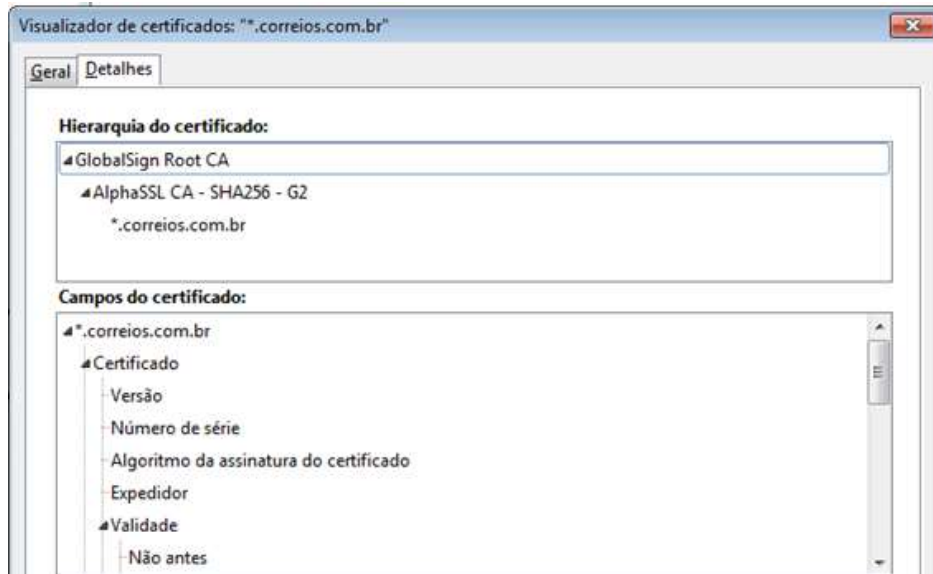 Visualizador de certificados: "*.correios.com.br"
Geral Detalhes
Hierarquia do certificado:
GlobalSign Root CA
AlphaSSL CA - SHA256 - G2
*.correios.com.br
Campos do certificado:
*.correios.com.br
Certificado
Versão
Número de série
Algoritmo da assinatura do certificado
Expedidor
Validade
Não antes